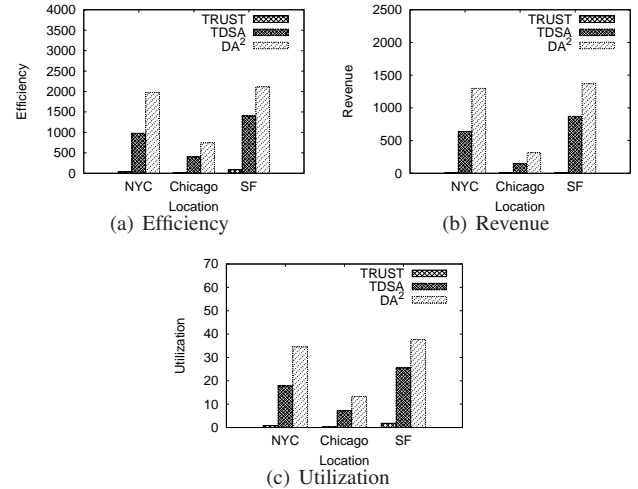 4000
3500
3000
2500
2000
1500
1000
500
0
Efficiency
TRUST
TDSA
DA²
NYC Chicago SF
Location
(a) Efficiency
2500
2000
1500
1000
500
0
Revenue
TRUST
TDSA
DA²
NYC Chicago SF
Location
(b) Revenue
70
60
50
40
30
20
10
0
Utilization
TRUST
TDSA
DA²
NYC Chicago SF
Location
(c) Utilization